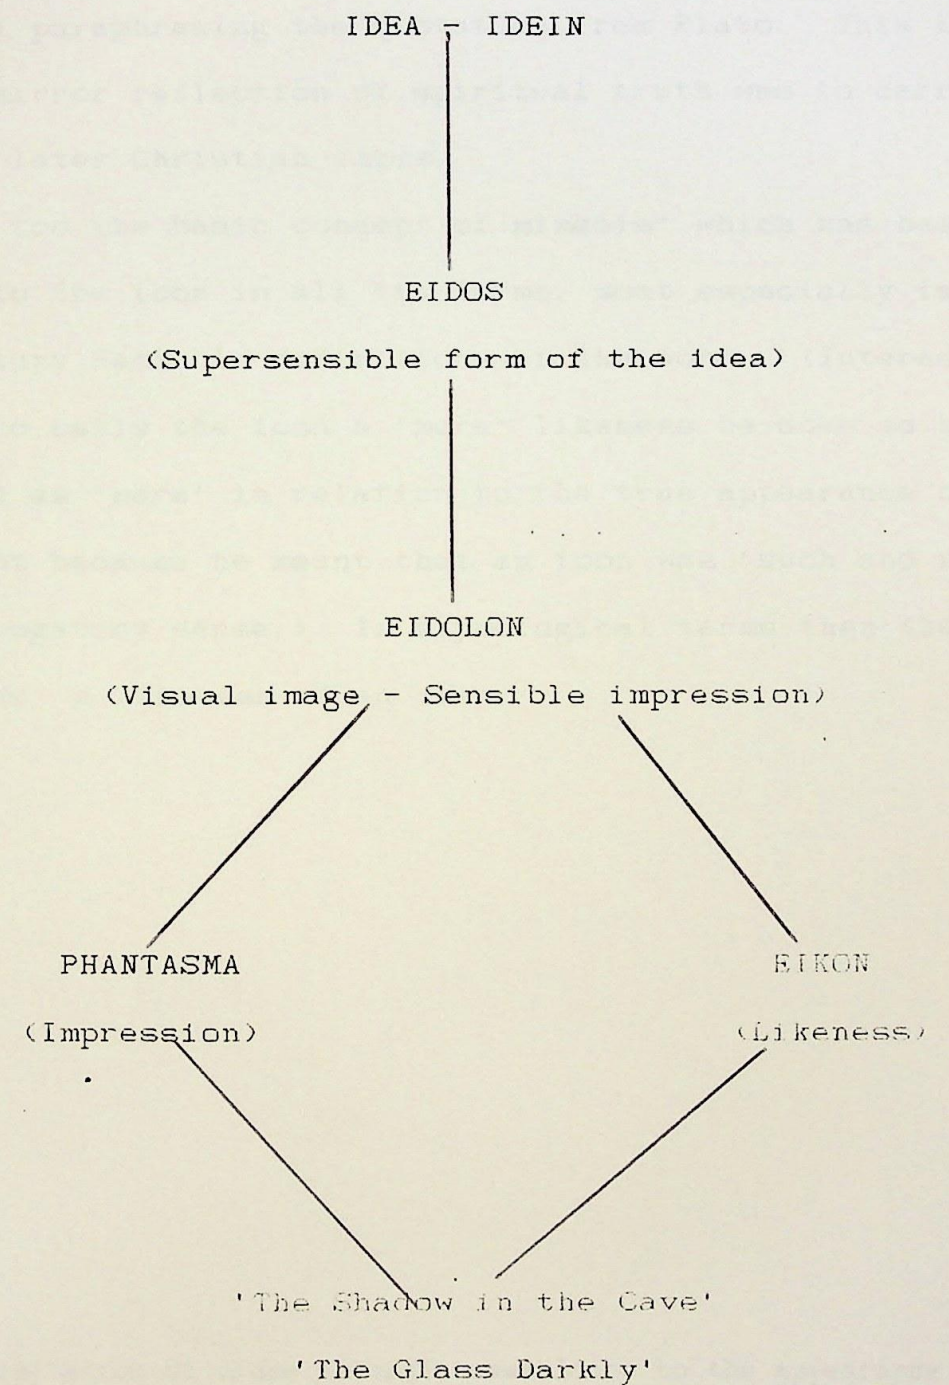 IDEA - IDEIN
EIDOS
(Supersensible form of the idea)
EIDOLON
(Visual image - Sensible impression)
PHANTASMA EIKON
(Impression) (Likeness)
'The Shadow in the Cave'
'The Glass Darkly'